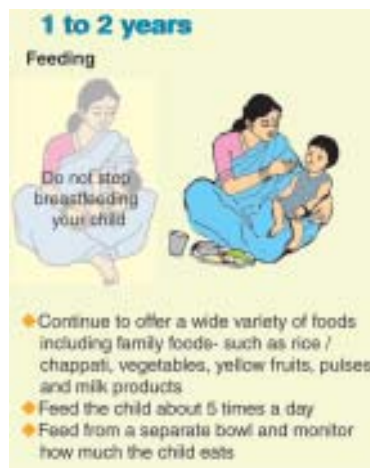 1 to 2 years
Feeding
Do not stop
breastfeeding
your child
◆Continue to offer a wide variety of foods
including family foods- such as rice /
chappati, vegetables, yellow fruits, pulses
and milk products
◆Feed the child about 5 times a day
◆Feed from a separate bowl and monitor
how much the child eats